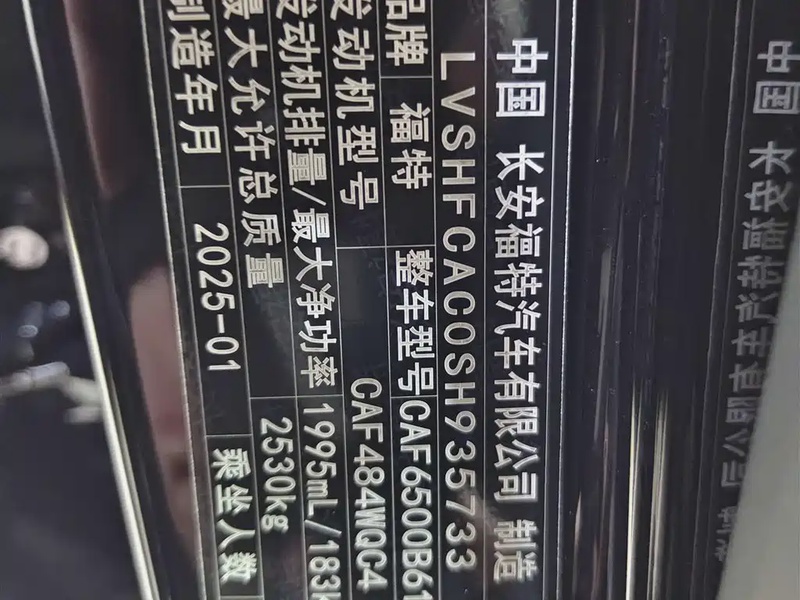 中国 长安福特汽车有限公司 制造
LVSHFCAC0SH935733
品牌 福特 整车型号 CAF6500B61
发动机型号 CAF484WQC4
发动机排量/最大净功率 1995mL/183k
最大允许总质量 2530kg
制造年月 2025-01 乘坐人数